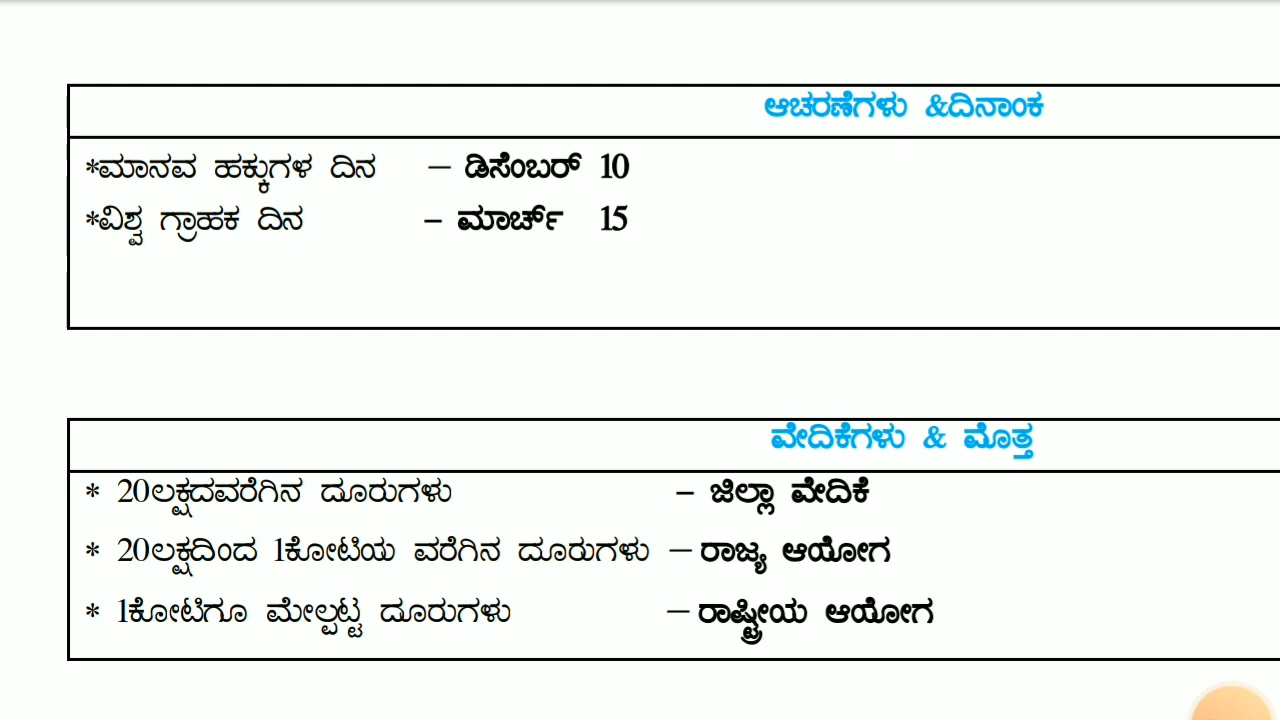 ಆಚರಣೆಗಳು &ದಿನಾಂಕ
*ಮಾನವ ಹಕ್ಕುಗಳ ದಿನ – ಡಿಸೆಂಬರ್ 10
*ವಿಶ್ವ ಗ್ರಾಹಕ ದಿನ – ಮಾರ್ಚ್ 15
ವೇದಿಕೆಗಳು & ಮೊತ್ತ
* 20ಲಕ್ಷದವರೆಗಿನ ದೂರುಗಳು – ಜಿಲ್ಲಾ ವೇದಿಕೆ
* 20ಲಕ್ಷದಿಂದ 1ಕೋಟಿಯ ವರೆಗಿನ ದೂರುಗಳು – ರಾಜ್ಯ ಆಯೋಗ
* 1ಕೋಟಿಗೂ ಮೇಲ್ಪಟ್ಟ ದೂರುಗಳು – ರಾಷ್ಟ್ರೀಯ ಆಯೋಗ